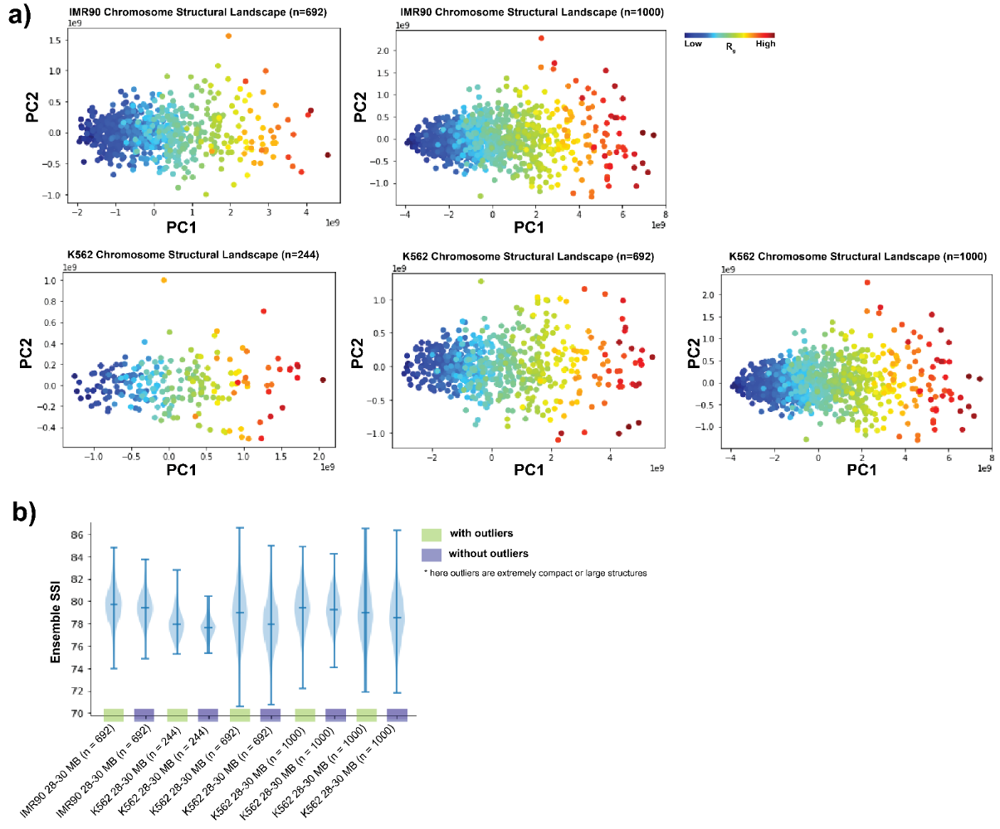 a)
IMR90 Chromosome Structural Landscape (n=692)
1e9
1.5
1.0
0.5
0.0
−0.5
−1.0
PC2
−2 −1 0 1 2 3 4
PC1
1e9
IMR90 Chromosome Structural Landscape (n=1000)
1e9
2.0
1.5
1.0
0.5
0.0
−0.5
−1.0
PC2
−4 −2 0 2 4 6 8
PC1
1e9
Low Rg High
K562 Chromosome Structural Landscape (n=244)
1e9
1.0
0.8
0.6
0.4
0.2
0.0
−0.2
−0.4
PC2
−1.0 −0.5 0.0 0.5 1.0 1.5 2.0
PC1
1e9
K562 Chromosome Structural Landscape (n=692)
1e9
1.0
0.5
0.0
−0.5
−1.0
PC2
−2 0 2 4
PC1
1e9
K562 Chromosome Structural Landscape (n=1000)
1e9
2.0
1.5
1.0
0.5
0.0
−0.5
−1.0
PC2
−4 −2 0 2 4 6 8
PC1
1e9
b)
86
84
82
80
78
76
74
72
70
Ensemble SSI
with outliers
without outliers
* here outliers are extremely compact or large structures
IMR90 28-30 MB (n = 692)
IMR90 28-30 MB (n = 692)
K562 28-30 MB (n = 244)
K562 28-30 MB (n = 244)
K562 28-30 MB (n = 692)
K562 28-30 MB (n = 692)
K562 28-30 MB (n = 1000)
K562 28-30 MB (n = 1000)
K562 28-30 MB (n = 1000)
K562 28-30 MB (n = 1000)